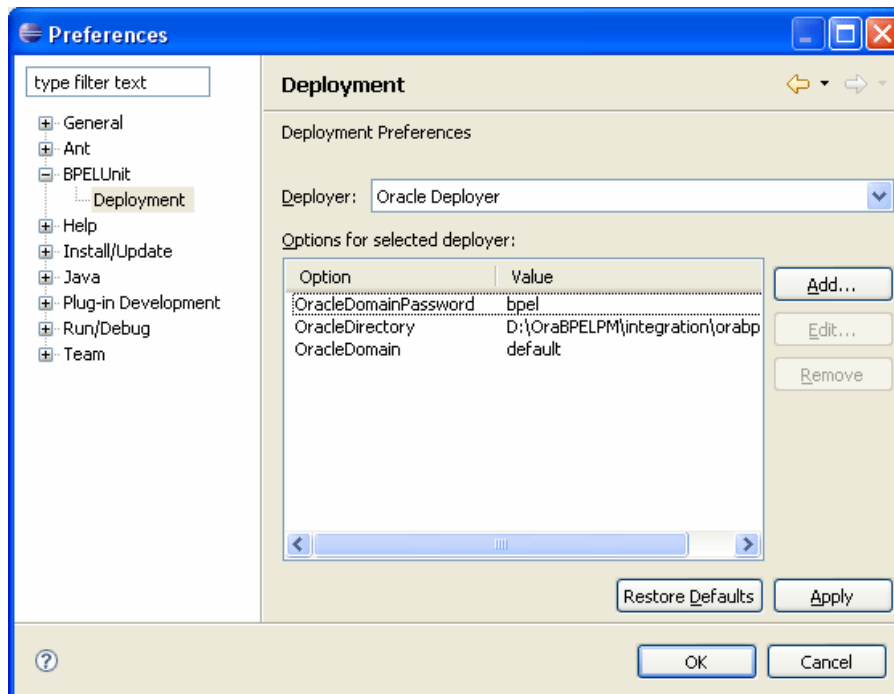 Preferences
type filter text
General
Ant
BPELUnit
Deployment
Help
Install/Update
Java
Plug-in Development
Run/Debug
Team
Deployment
Deployment Preferences
Deployer: Oracle Deployer
Options for selected deployer:
Option Value
OracleDomainPassword bpel
OracleDirectory D:\OraBPELPM\integration\orabp
OracleDomain default
Add...
Edit...
Remove
Restore Defaults Apply
OK Cancel